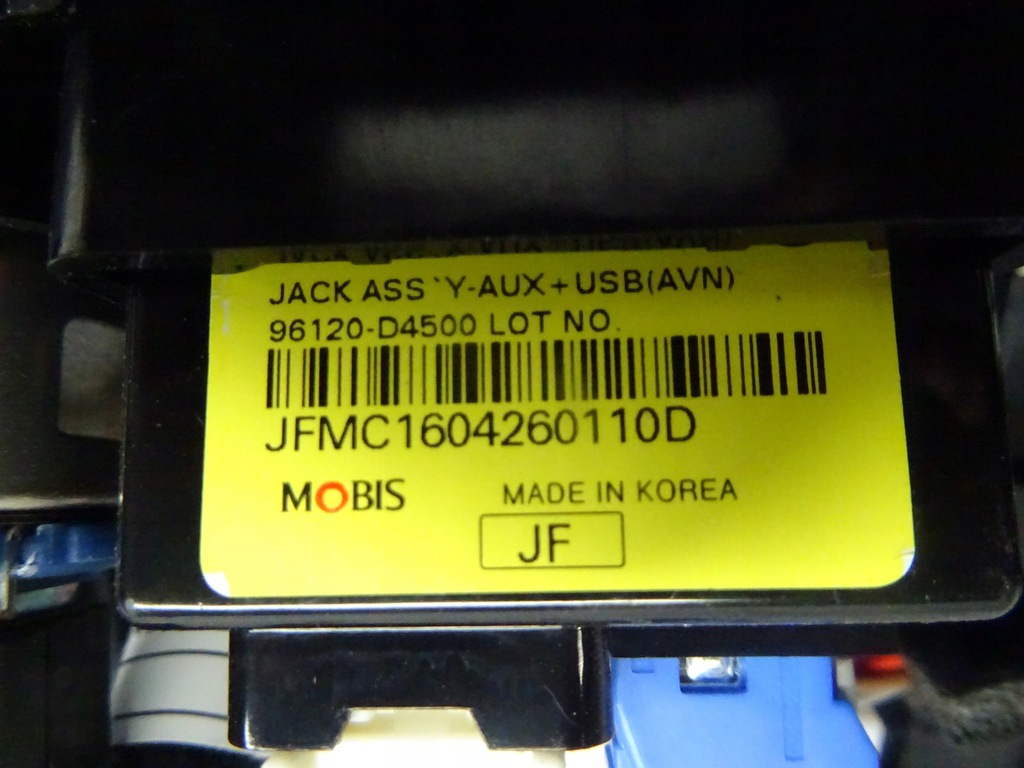 JACK ASS`Y-AUX+USB(AVN)
96120-D4500 LOT NO.
JFMC1604260110D
MOBIS MADE IN KOREA
JF